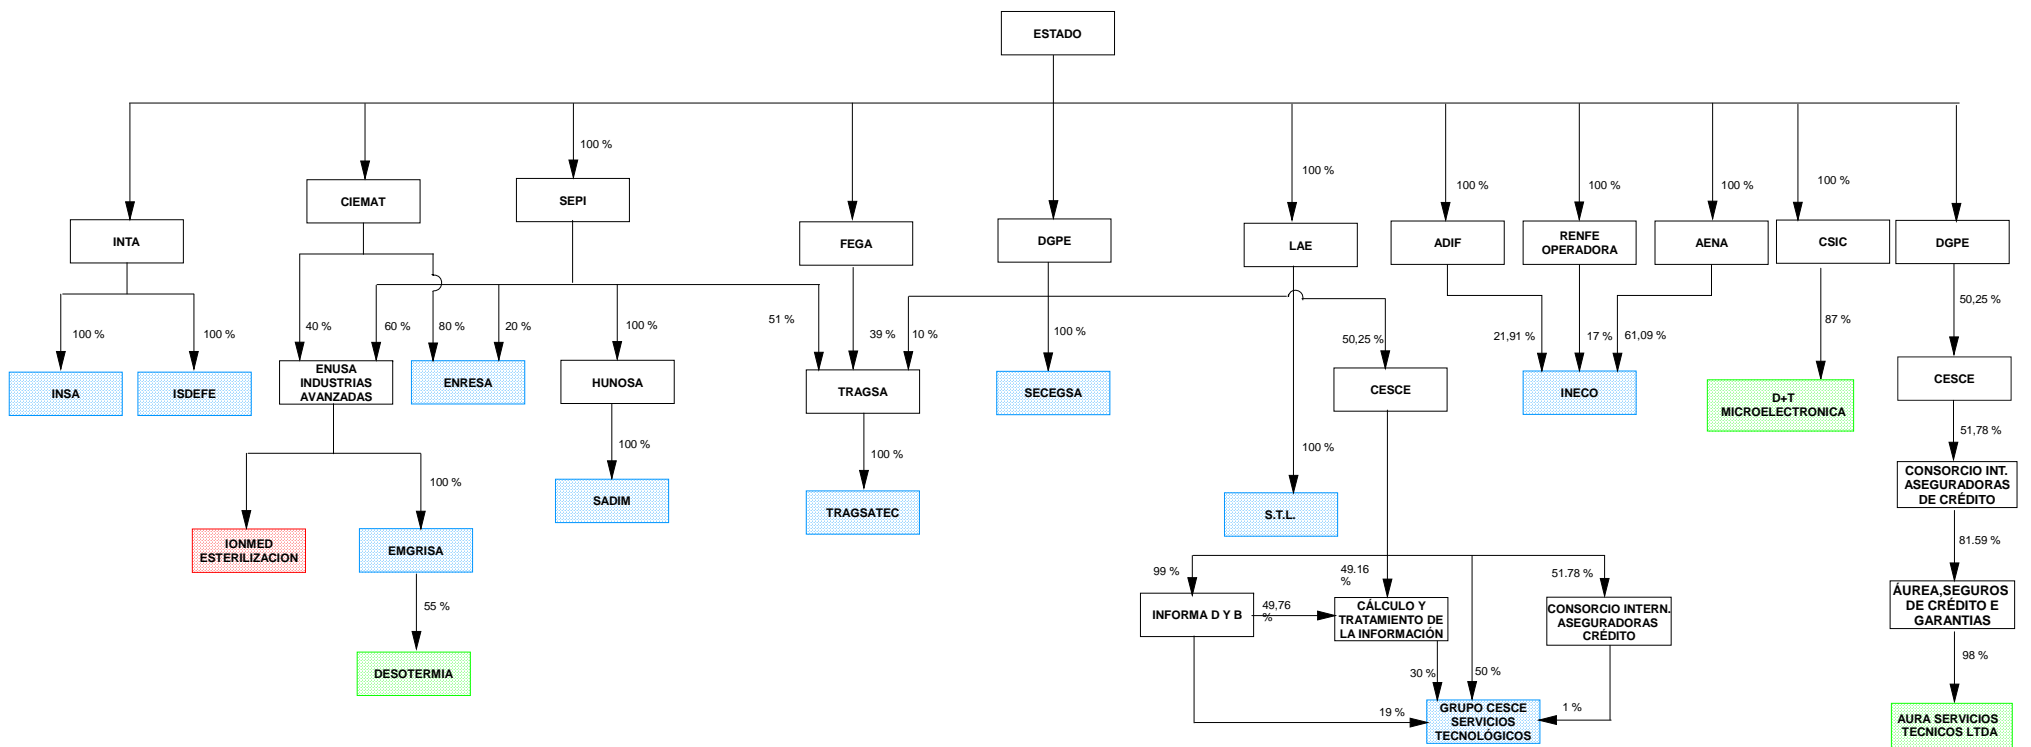 ESTADO
100 %
100 %
100 %
100 %
100 %
100 %
CIEMAT
SEPI
INTA
FEGA
DGPE
LAE
ADIF
RENFE
OPERADORA
AENA
CSIC
DGPE
100 %
100 %
40 %
60 %
80 %
20 %
100 %
51 %
39 %
10 %
100 %
50,25 %
21,91 %
17 %
61,09 %
87 %
50,25 %
INSA
ISDEFE
ENUSA
INDUSTRIAS
AVANZADAS
ENRESA
HUNOSA
TRAGSA
SECEGSA
CESCE
INECO
D+T
MICROELECTRONICA
CESCE
100 %
100 %
100 %
100 %
51,78 %
SADIM
TRAGSATEC
S.T.L.
CONSORCIO INT.
ASEGURADORAS
DE CRÉDITO
IONMED
ESTERILIZACION
EMGRISA
81.59 %
99 %
49.16
%
51.78 %
55 %
INFORMA D Y B
49,76
%
CÁLCULO Y
TRATAMIENTO DE
LA INFORMACIÓN
CONSORCIO INTERN.
ASEGURADORAS
CRÉDITO
ÁUREA,SEGUROS
DE CRÉDITO E
GARANTIAS
DESOTERMIA
30 %
50 %
98 %
19 %
1 %
GRUPO CESCE
SERVICIOS
TECNOLÓGICOS
AURA SERVICIOS
TECNICOS LTDA